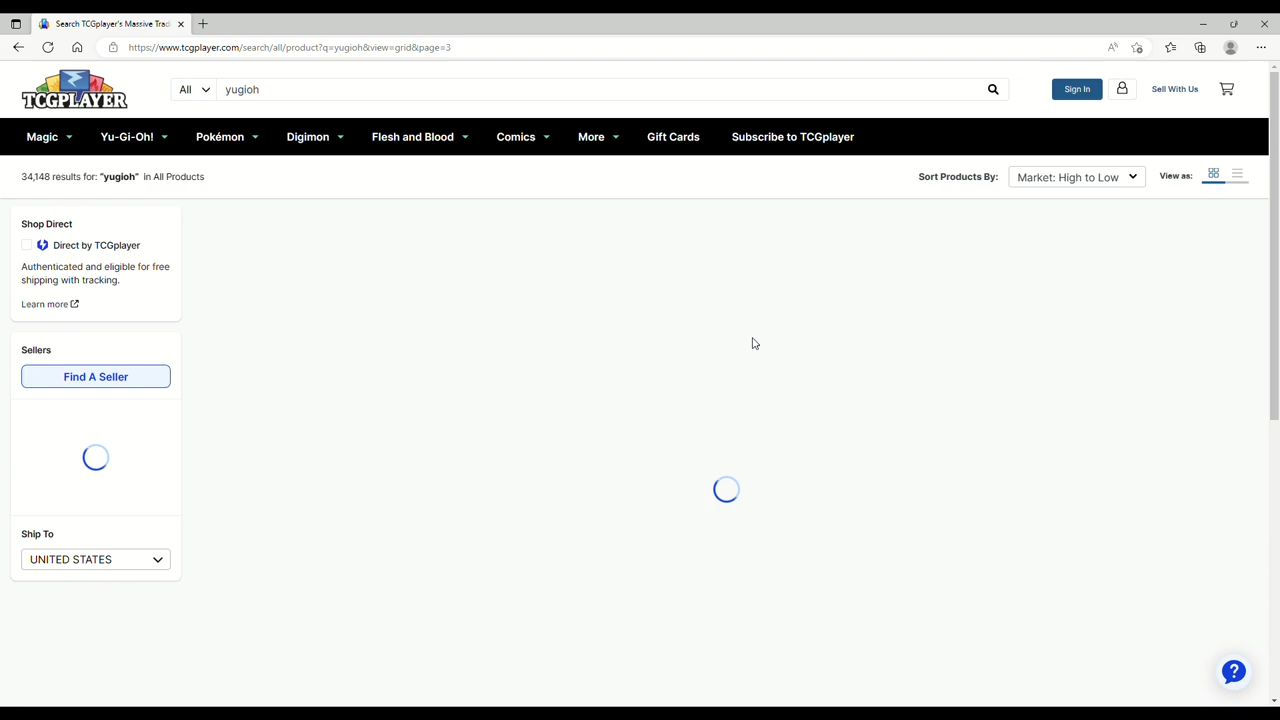 Search TCGplayer's Massive Trad
https://www.tcgplayer.com/search/all/product?q=yugioh&view=grid&page=3
TCGPLAYER
All
yugioh
Sign In
Sell With Us
Magic
Yu-Gi-Oh!
Pokémon
Digimon
Flesh and Blood
Comics
More
Gift Cards
Subscribe to TCGplayer
34,148 results for: "yugioh" in All Products
Sort Products By:
Market: High to Low
View as:
Shop Direct
Direct by TCGplayer
Authenticated and eligible for free
shipping with tracking.
Learn more
Sellers
Find A Seller
Ship To
UNITED STATES